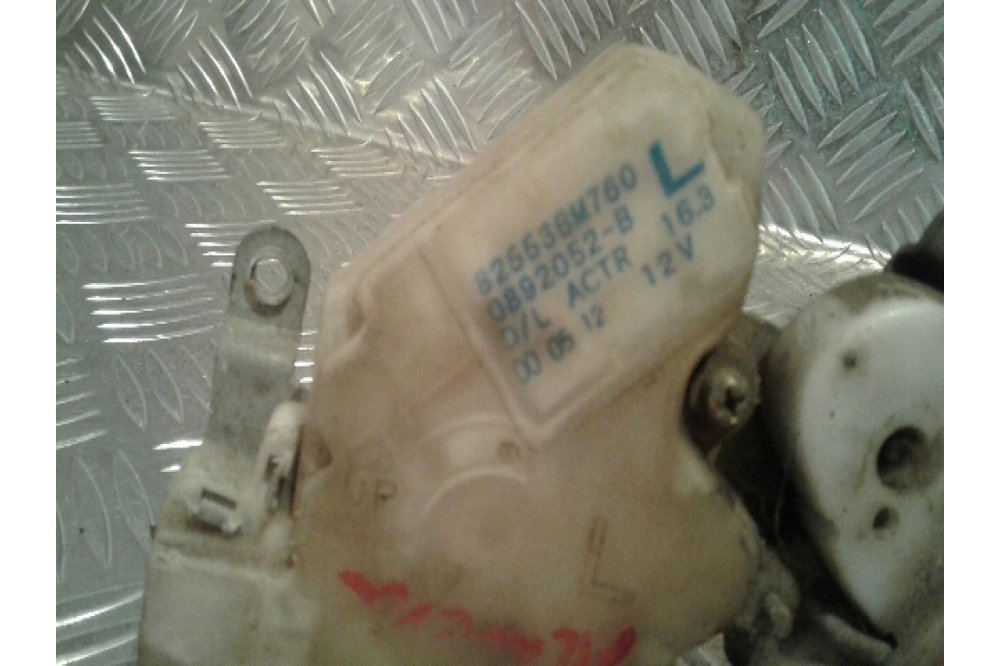 82553BM760 L
0892052-B 16.3
D/L ACTR 12V
00 05 12
UP
L